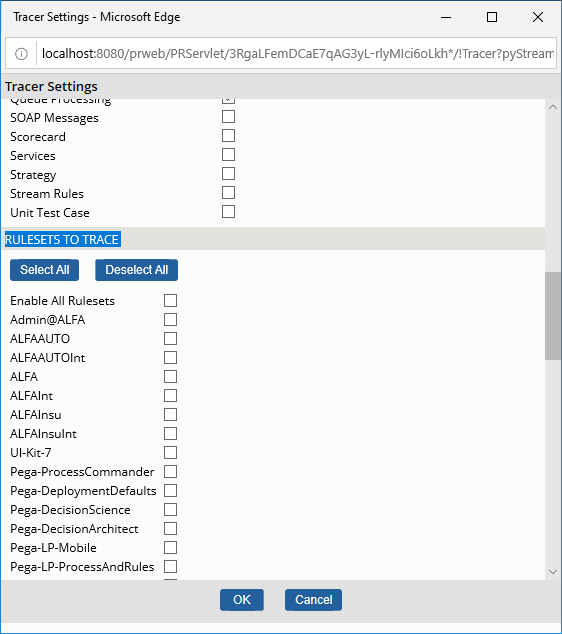 Tracer Settings - Microsoft Edge
localhost:8080/prweb/PRServlet/3RgaLFemDCaE7qAG3yL-rlyMIci6oLkh*/!Tracer?pyStream
Tracer Settings
Queue Processing
SOAP Messages
Scorecard
Services
Strategy
Stream Rules
Unit Test Case
RULESETS TO TRACE
Select All Deselect All
Enable All Rulesets
Admin@ALFA
ALFAAUTO
ALFAAUTOInt
ALFA
ALFAInt
ALFAInsu
ALFAInsuInt
UI-Kit-7
Pega-ProcessCommander
Pega-DeploymentDefaults
Pega-DecisionScience
Pega-DecisionArchitect
Pega-LP-Mobile
Pega-LP-ProcessAndRules
OK Cancel